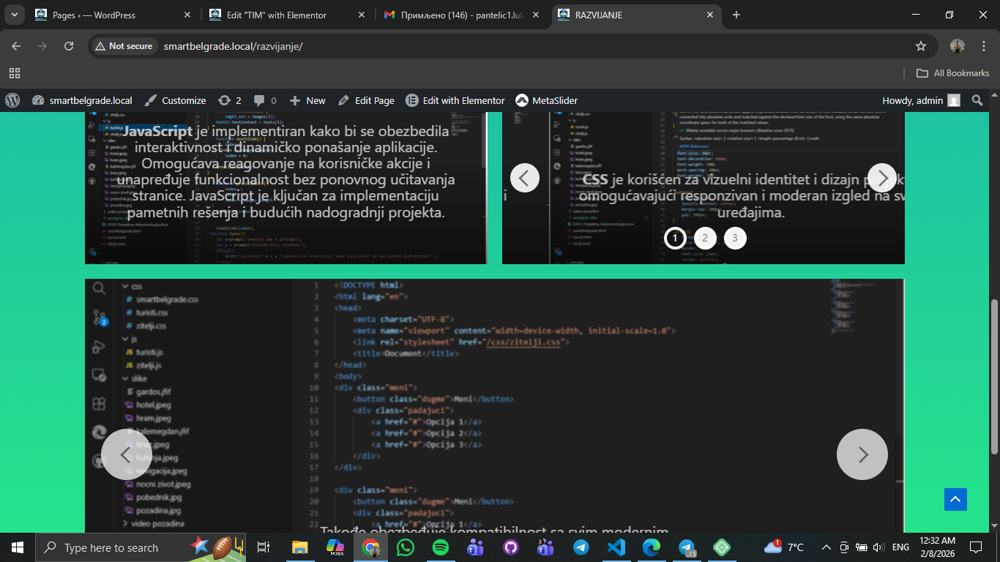 Pages ‹ — WordPress
Edit "TIM" with Elementor
Примљено (146) - pantelic1.luk
RAZVIJANJE
Not secure
smartbelgrade.local/razvijanje/
All Bookmarks
smartbelgrade.local
Customize
2
0
New
Edit Page
Edit with Elementor
MetaSlider
Howdy, admin
JavaScript je implementiran kako bi se obezbedila
interaktivnost i dinamičko ponašanje aplikacije.
Omogućava reagovanje na korisničke akcije i
unapređuje funkcionalnost bez ponovnog učitavanja
stranice. JavaScript je ključan za implementaciju
pametnih rešenja i budućih nadogradnji projekta.
i
CSS je korišćen za vizuelni identitet i dizajn
omogućavajući responzivan i moderan izgled na sv
uređajima.
1
2
3
css
smartbelgrade.css
turisti.css
zitelji.css
js
turisti.js
zitelji.js
slike
gardos.jfif
hotel.jpeg
hram.jpeg
kalemegdan.jfif
knez.jpeg
kuhinja.jpeg
navigacija.jpeg
nocni zivot.jpeg
pobednik.jpg
pozadina.jpg
video pozadina
1 <!DOCTYPE html>
2 <html lang="en">
3 <head>
4 <meta charset="UTF-8">
5 <meta name="viewport" content="width=device-width, initial-scale=1.0">
6 <link rel="stylesheet" href="/css/zitelji.css">
7 <title>Document</title>
8 </head>
9 <body>
10 <div class="meni">
11 <button class="dugme">Meni</button>
12 <div class="padajuci">
13 <a href="#">Opcija 1</a>
14 <a href="#">Opcija 2</a>
15 <a href="#">Opcija 3</a>
16 </div>
17 </div>
18
19 <div class="meni">
20 <button class="dugme">Meni</button>
21 <div class="padajuci">
22 <a href="#">Opcija 1</a>
Takođe obezbeđuje kompatibilnost sa svim modernim
Type here to search
M365
..15
1
7°C
ENG
12:32 AM
2/8/2026